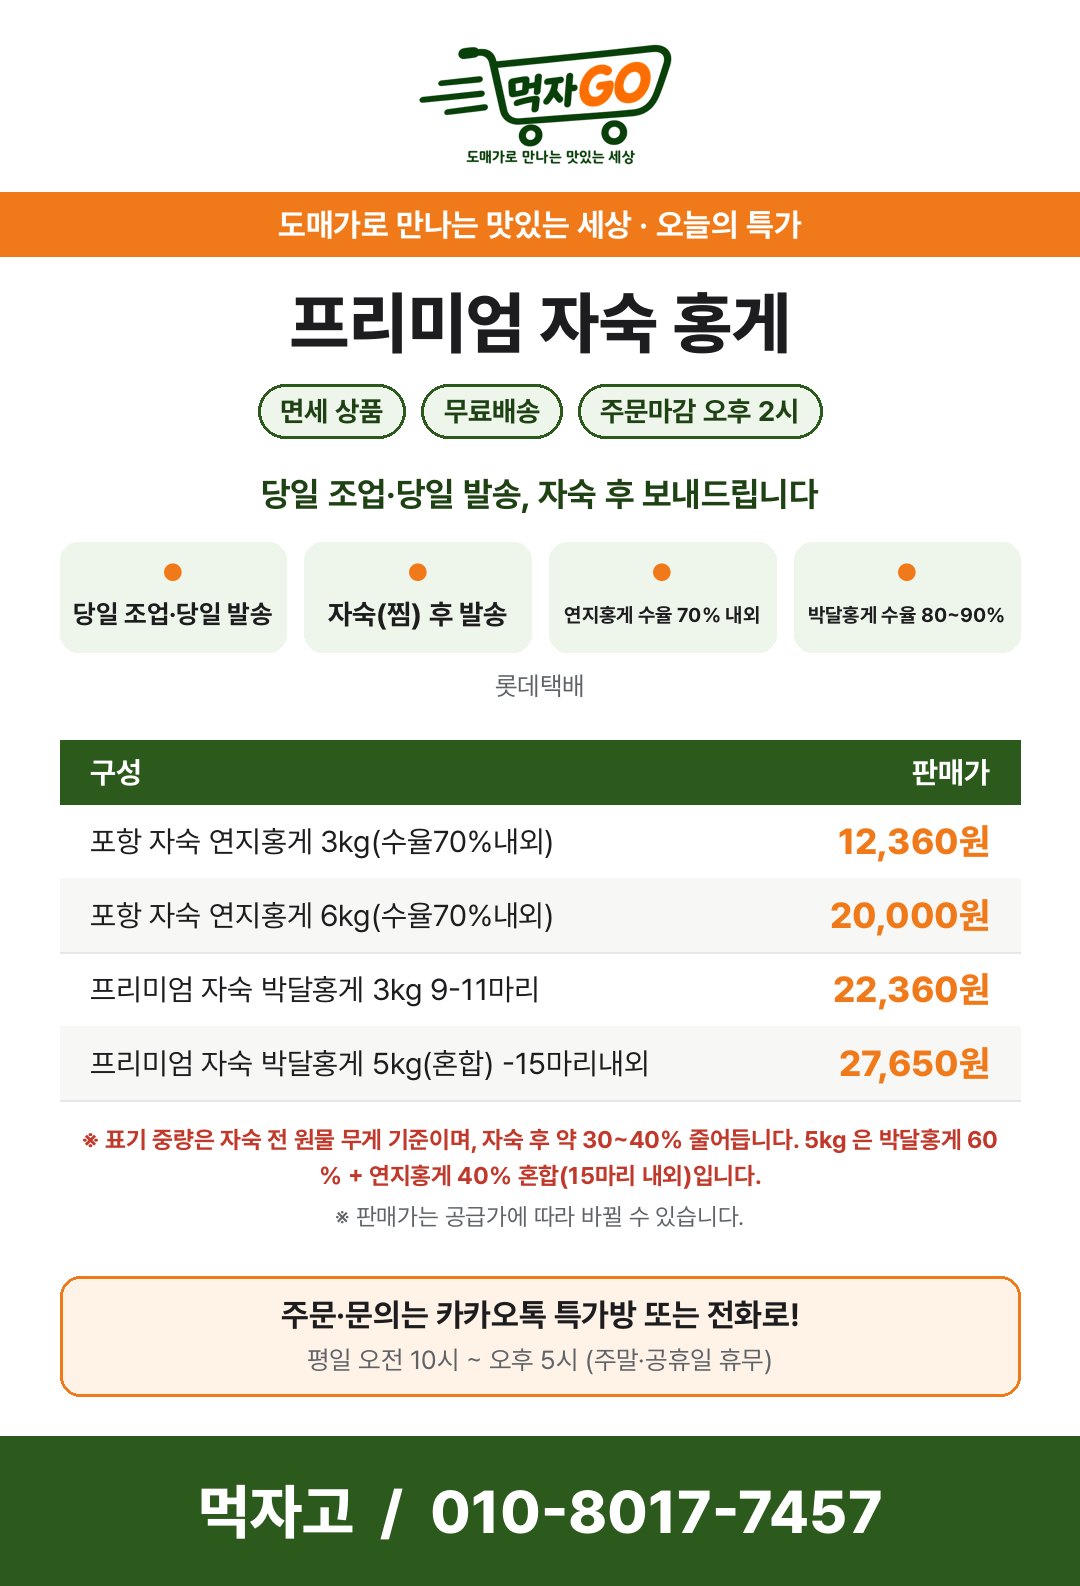 먹자GO
도매가로 만나는 맛있는 세상
도매가로 만나는 맛있는 세상 · 오늘의 특가
프리미엄 자숙 홍게
면세 상품
무료배송
주문마감 오후 2시
당일 조업·당일 발송, 자숙 후 보내드립니다
당일 조업·당일 발송
자숙(찜) 후 발송
연지홍게 수율 70% 내외
박달홍게 수율 80~90%
롯데택배
구성 판매가
포항 자숙 연지홍게 3kg(수율70%내외) 12,360원
포항 자숙 연지홍게 6kg(수율70%내외) 20,000원
프리미엄 자숙 박달홍게 3kg 9-11마리 22,360원
프리미엄 자숙 박달홍게 5kg(혼합) -15마리내외 27,650원
※ 표기 중량은 자숙 전 원물 무게 기준이며, 자숙 후 약 30~40% 줄어듭니다. 5kg 은 박달홍게 60
% + 연지홍게 40% 혼합(15마리 내외)입니다.
※ 판매가는 공급가에 따라 바뀔 수 있습니다.
주문·문의는 카카오톡 특가방 또는 전화로!
평일 오전 10시 ~ 오후 5시 (주말·공휴일 휴무)
먹자고 / 010-8017-7457